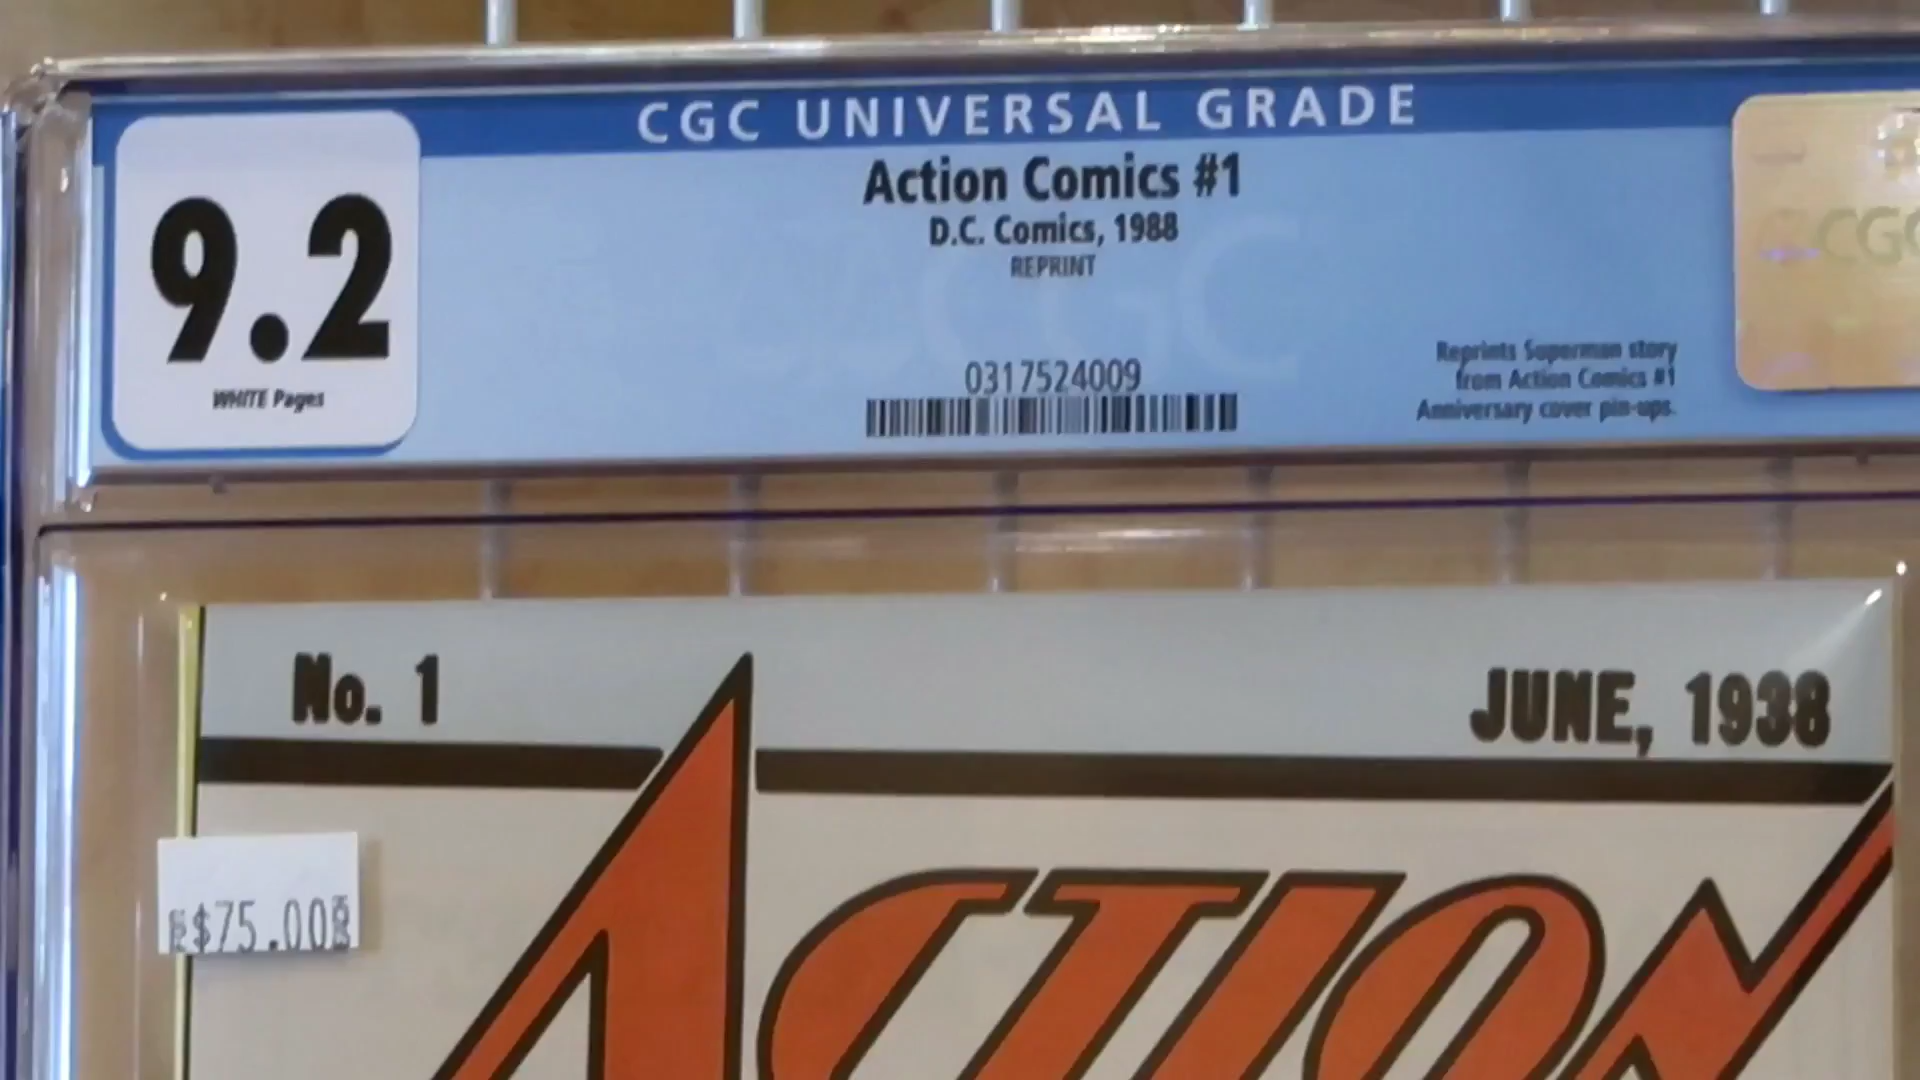 CGC UNIVERSAL GRADE
9.2
WHITE Pages
Action Comics #1
D.C. Comics, 1988
REPRINT
0317524009
Reprints Superman story
from Action Comics #1
Anniversary cover pin-ups.
CGC
No. 1
JUNE, 1938
$75.00
ACTION